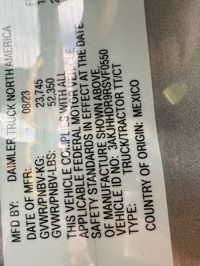 MFD BY: DAIMLER TRUCK NORTH AMERICA
DATE OF MFR: 08/23
GVWR/PNBV-KG: 23,745
GVWR/PNBV-LBS: 52,350
THIS VEHICLE COMPLIES WITH ALL
APPLICABLE FEDERAL MOTOR VEHICLE
SAFETY STANDARDS IN EFFECT ON THE DATE
OF MANUFACTURE SHOWN ABOVE.
VEHICLE ID NO:
TYPE: TRUCK/TRACTOR TT/CT
COUNTRY OF ORIGIN: MEXICO